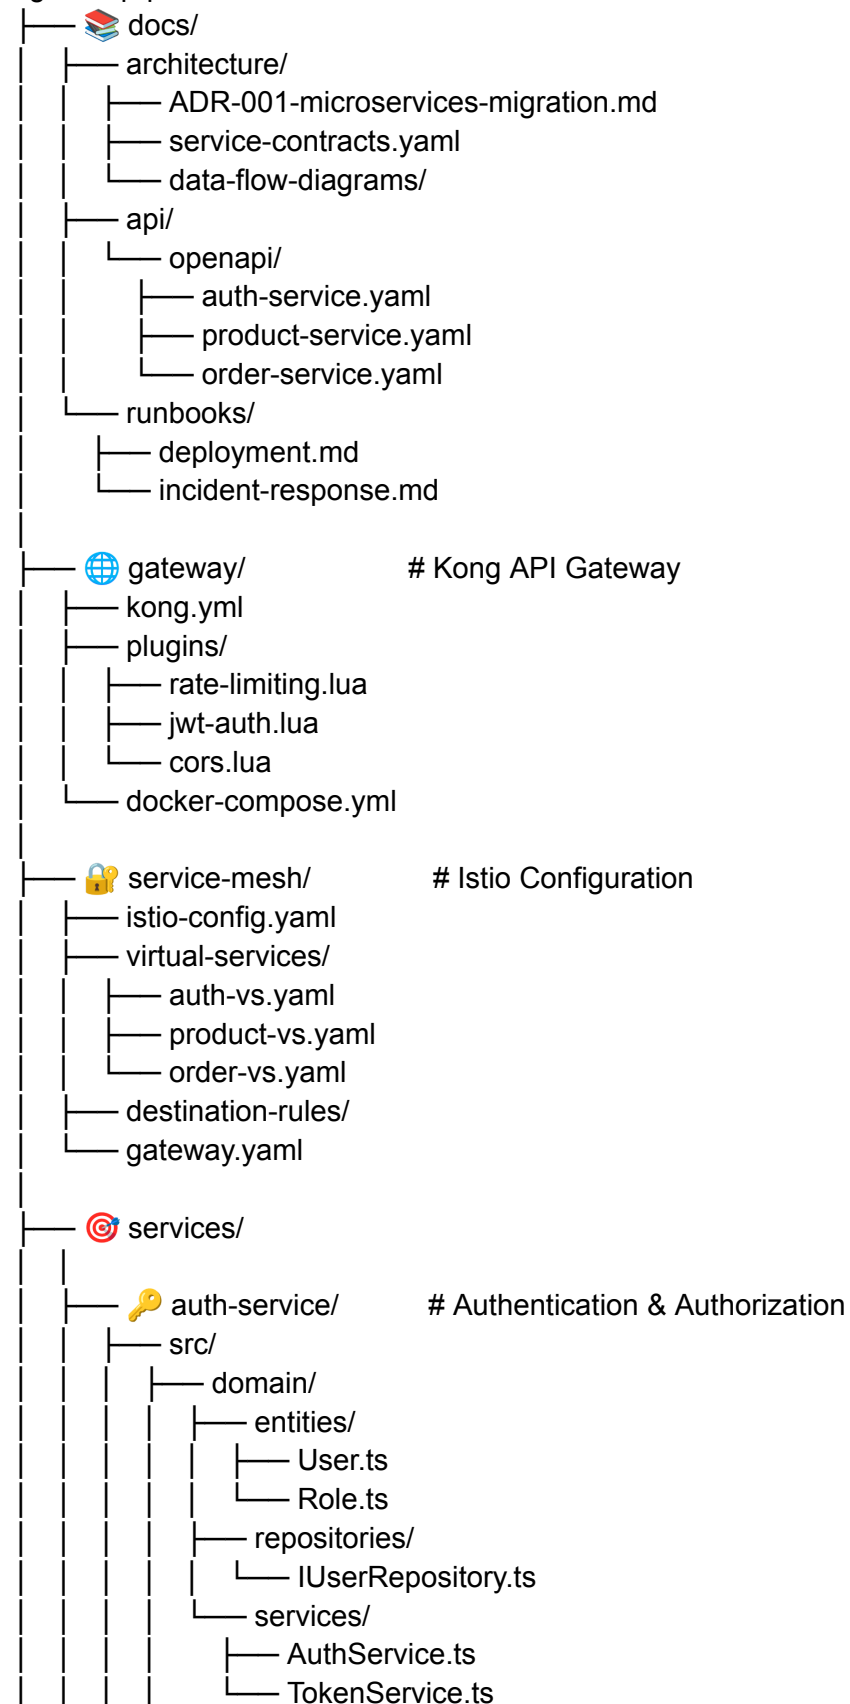 ├── 📚 docs/
│   ├── architecture/
│   │   ├── ADR-001-microservices-migration.md
│   │   ├── service-contracts.yaml
│   │   └── data-flow-diagrams/
│   ├── api/
│   │   └── openapi/
│   │       ├── auth-service.yaml
│   │       ├── product-service.yaml
│   │       └── order-service.yaml
│   └── runbooks/
│       ├── deployment.md
│       └── incident-response.md
│
├── 🌐 gateway/                    # Kong API Gateway
│   ├── kong.yml
│   ├── plugins/
│   │   ├── rate-limiting.lua
│   │   ├── jwt-auth.lua
│   │   └── cors.lua
│   └── docker-compose.yml
│
├── 🔐 service-mesh/               # Istio Configuration
│   ├── istio-config.yaml
│   ├── virtual-services/
│   │   ├── auth-vs.yaml
│   │   ├── product-vs.yaml
│   │   └── order-vs.yaml
│   ├── destination-rules/
│   └── gateway.yaml
│
├── 🎯 services/
│   │
│   ├── 🔑 auth-service/           # Authentication & Authorization
│   │   ├── src/
│   │   │   ├── domain/
│   │   │   │   ├── entities/
│   │   │   │   │   ├── User.ts
│   │   │   │   │   └── Role.ts
│   │   │   │   ├── repositories/
│   │   │   │   │   └── IUserRepository.ts
│   │   │   │   └── services/
│   │   │   │       ├── AuthService.ts
│   │   │   │       └── TokenService.ts